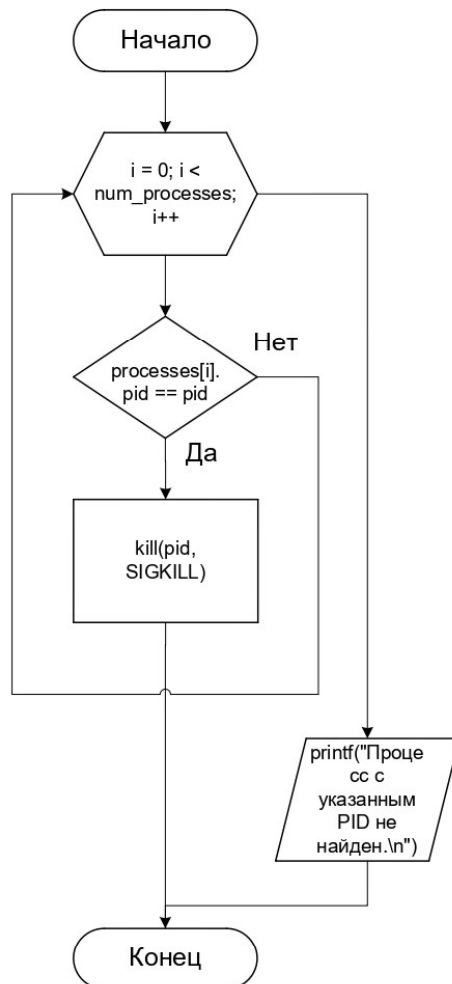 Начало
i = 0; i <
num_processes;
i++
Нет
processes[i].
pid == pid
Да
kill(pid,
SIGKILL)
printf("Проце
сс с
указанным
PID не
найден.\n")
Конец